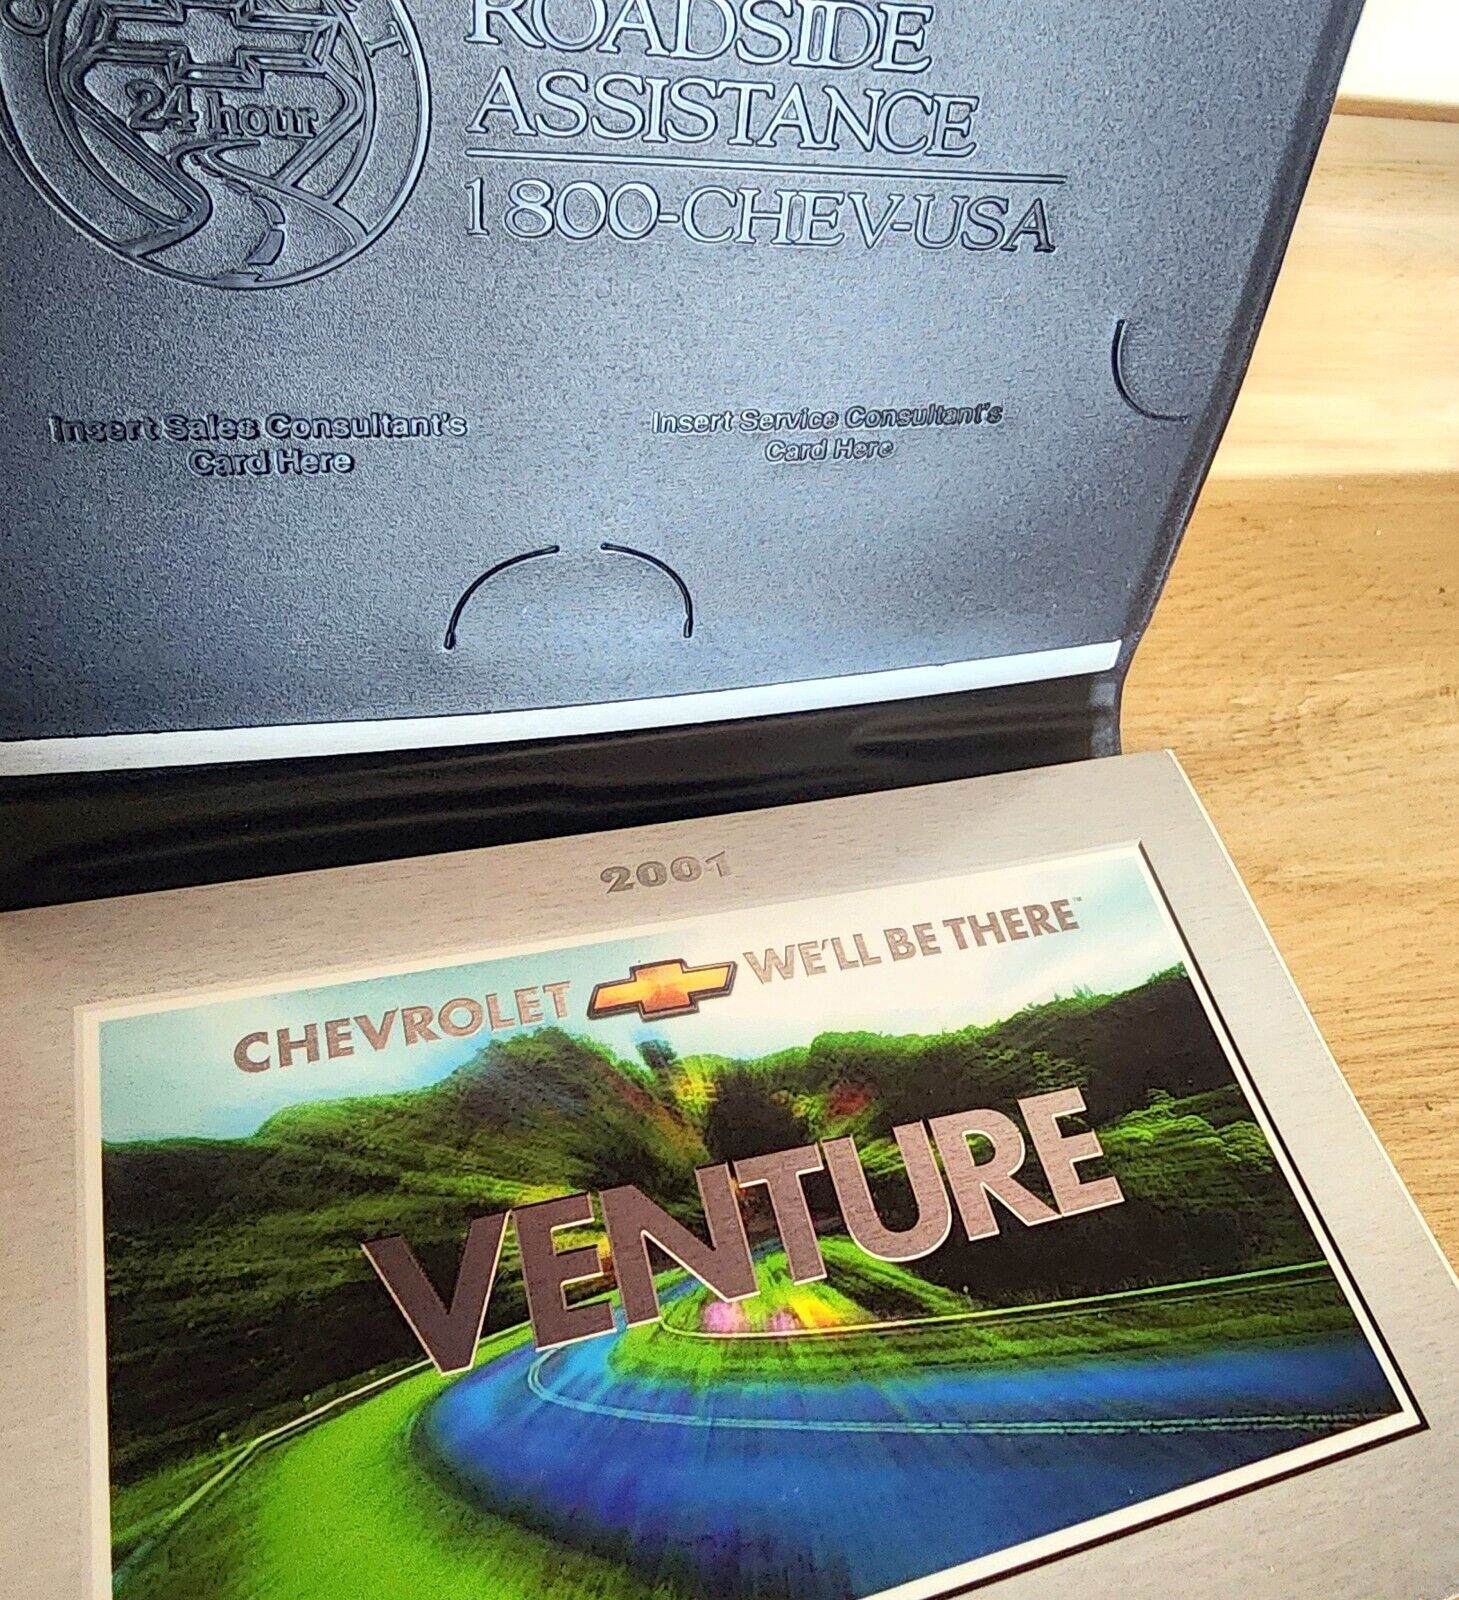 24 hour
ROADSIDE
ASSISTANCE
1 800-CHEV-USA
Insert Sales Consultant's
Card Here
Insert Service Consultant's
Card Here
2001
CHEVROLET WE'LL BE THERE™
VENTURE